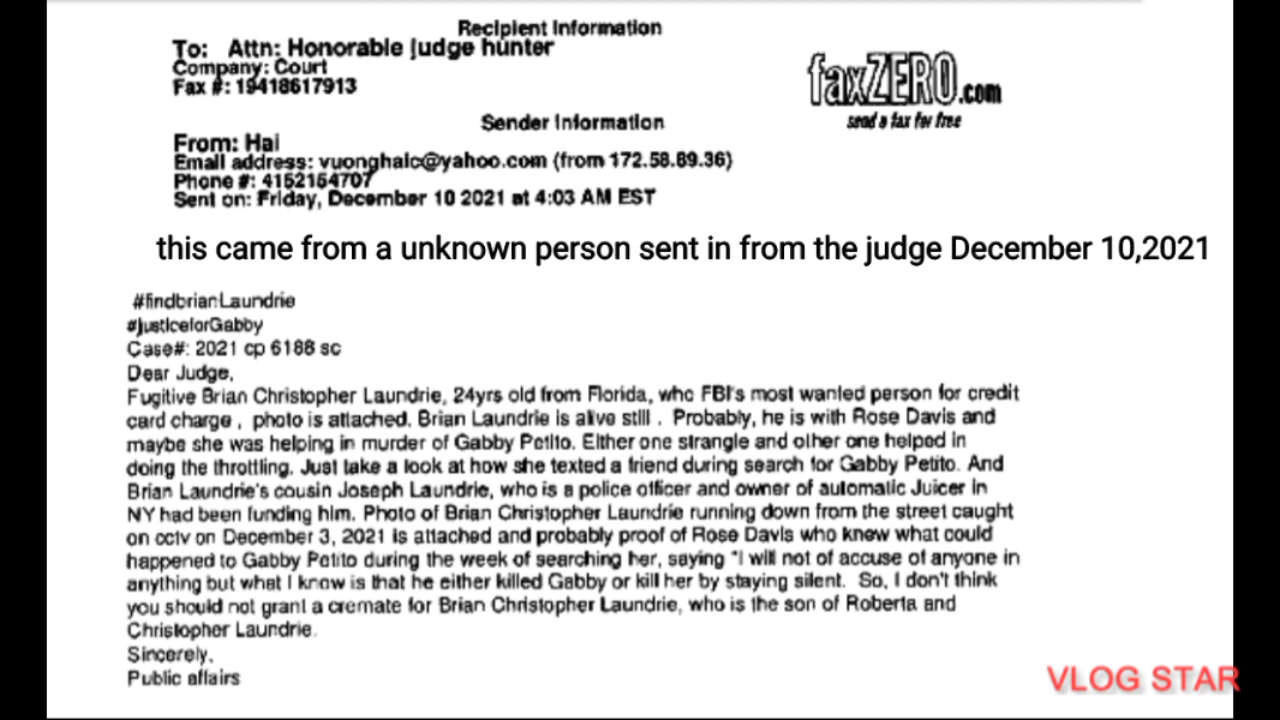 Recipient Information
To: Attn: Honorable judge hunter
Company: Court
Fax #: 19418617913
faxZERO.com
send a fax for free
Sender Information
From: Hai
Email address: vuonghaic@yahoo.com (from 172.58.89.36)
Phone #: 4152154707
Sent on: Friday, December 10 2021 at 4:03 AM EST
this came from a unknown person sent in from the judge December 10,2021
#findbrianLaundrie
#justiceforGabby
Case#: 2021 cp 6188 sc
Dear Judge,
Fugitive Brian Christopher Laundrie, 24yrs old from Florida, who FBI's most wanted person for credit
card charge , photo is attached. Brian Laundrie is alive still . Probably, he is with Rose Davis and
maybe she was helping in murder of Gabby Petito. Either one strangle and other one helped in
doing the throttling. Just take a look at how she texted a friend during search for Gabby Petito. And
Brian Laundrie's cousin Joseph Laundrie, who is a police officer and owner of automatic Juicer in
NY had been funding him. Photo of Brian Christopher Laundrie running down from the street caught
on cctv on December 3, 2021 is attached and probably proof of Rose Davis who knew what could
happened to Gabby Petito during the week of searching her, saying "I will not of accuse of anyone in
anything but what I know is that he either killed Gabby or kill her by staying silent. So, I don't think
you should not grant a cremate for Brian Christopher Laundrie, who is the son of Roberta and
Christopher Laundrie.
Sincerely,
Public affairs
VLOG STAR